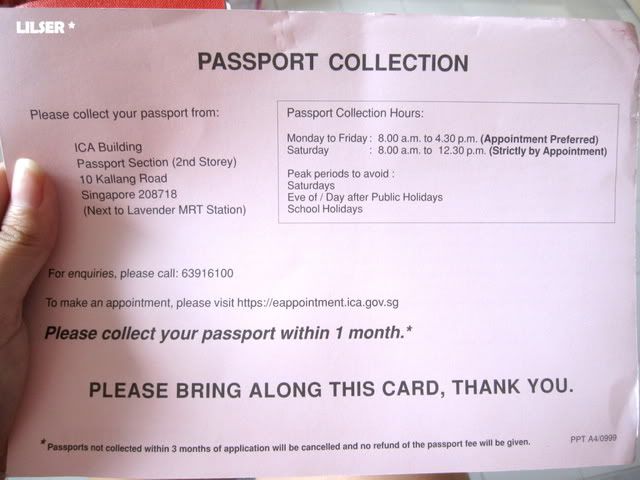 LILSER *
PASSPORT COLLECTION
Please collect your passport from:
ICA Building
Passport Section (2nd Storey)
10 Kallang Road
Singapore 208718
(Next to Lavender MRT Station)
Passport Collection Hours:
Monday to Friday : 8.00 a.m. to 4.30 p.m. (Appointment Preferred)
Saturday : 8.00 a.m. to 12.30 p.m. (Strictly by Appointment)
Peak periods to avoid :
Saturdays
Eve of / Day after Public Holidays
School Holidays
For enquiries, please call: 63916100
To make an appointment, please visit https://eappointment.ica.gov.sg
Please collect your passport within 1 month.*
PLEASE BRING ALONG THIS CARD, THANK YOU.
* Passports not collected within 3 months of application will be cancelled and no refund of the passport fee will be given.
PPT A4/0999